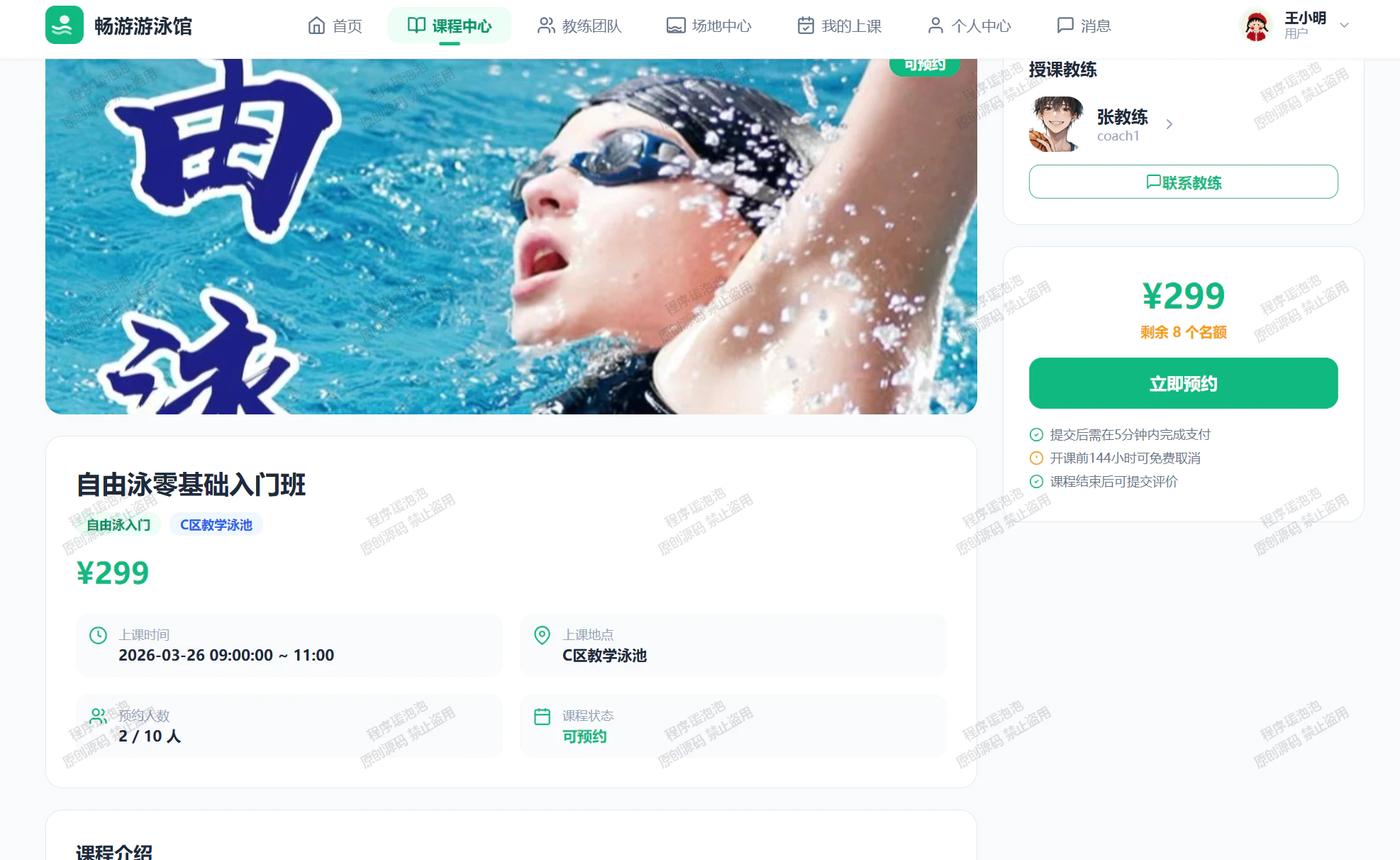 畅游游泳馆
首页
课程中心
教练团队
场地中心
我的上课
个人中心
消息
王小明
用户
由
泳
可预约
授课教练
张教练
coach1
联系教练
¥299
剩余 8 个名额
立即预约
提交后需在5分钟内完成支付
开课前144小时可免费取消
课程结束后可提交评价
自由泳零基础入门班
自由泳入门
C区教学泳池
¥299
上课时间
2026-03-26 09:00:00 ~ 11:00
上课地点
C区教学泳池
预约人数
2 / 10 人
课程状态
可预约
课程介绍
程序猿泡泡
原创源码 禁止盗用